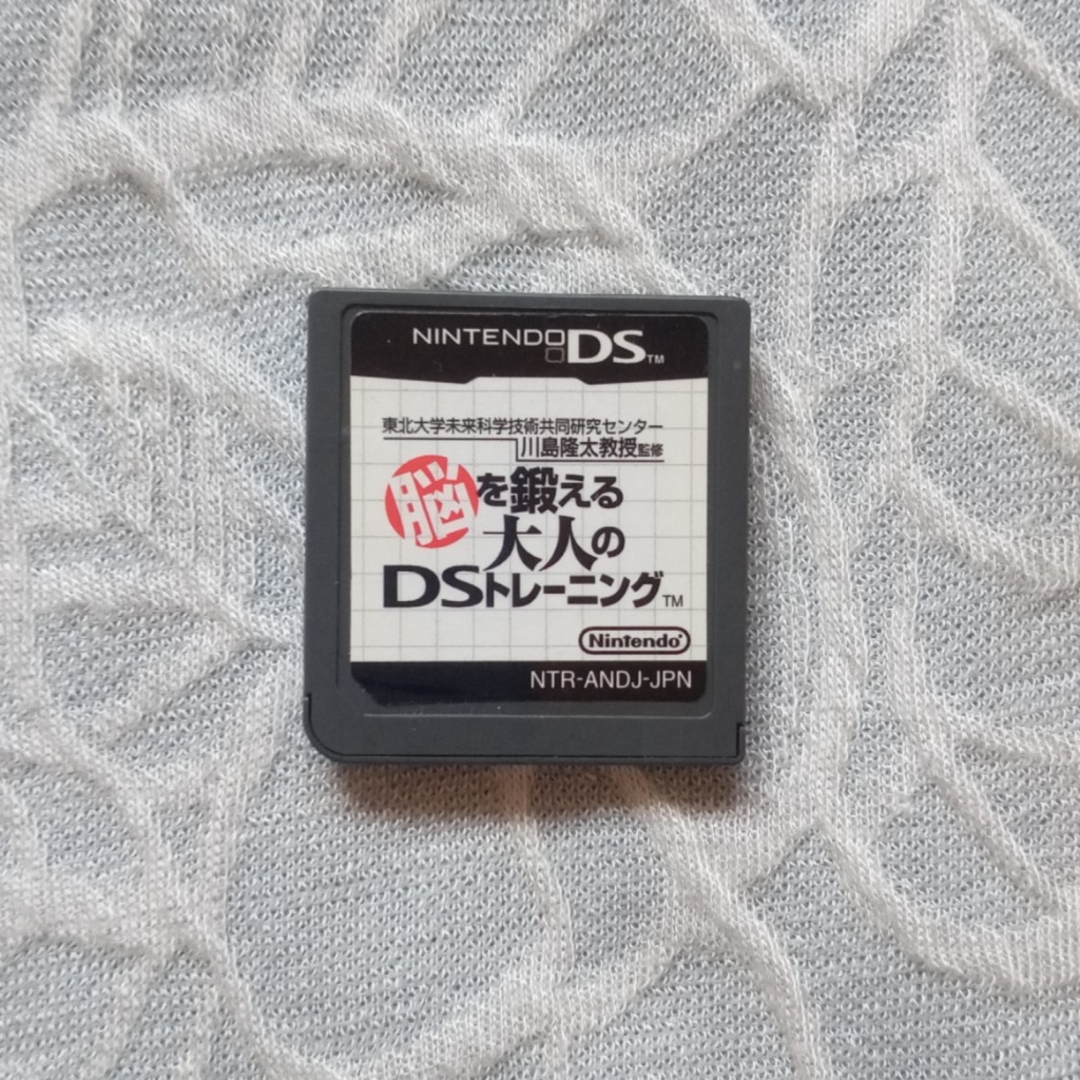 NINTENDO DS™
東北大学未来科学技術共同研究センター
川島隆太教授監修
脳を鍛える
大人の
DSトレーニング™
Nintendo®
NTR-ANDJ-JPN